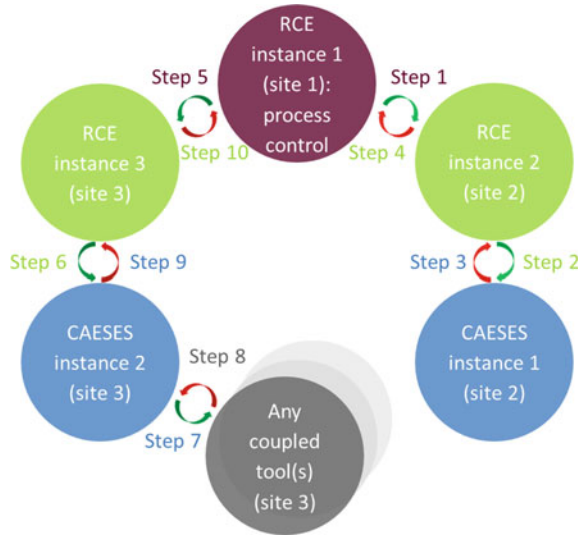 RCE
instance 1
(site 1):
process
control
Step 5
Step 1
Step 10
Step 4
RCE
instance 3
(site 3)
RCE
instance 2
(site 2)
Step 6
Step 9
Step 3
Step 2
CAESES
instance 2
(site 3)
CAESES
instance 1
(site 2)
Step 8
Step 7
Any
coupled
tool(s)
(site 3)